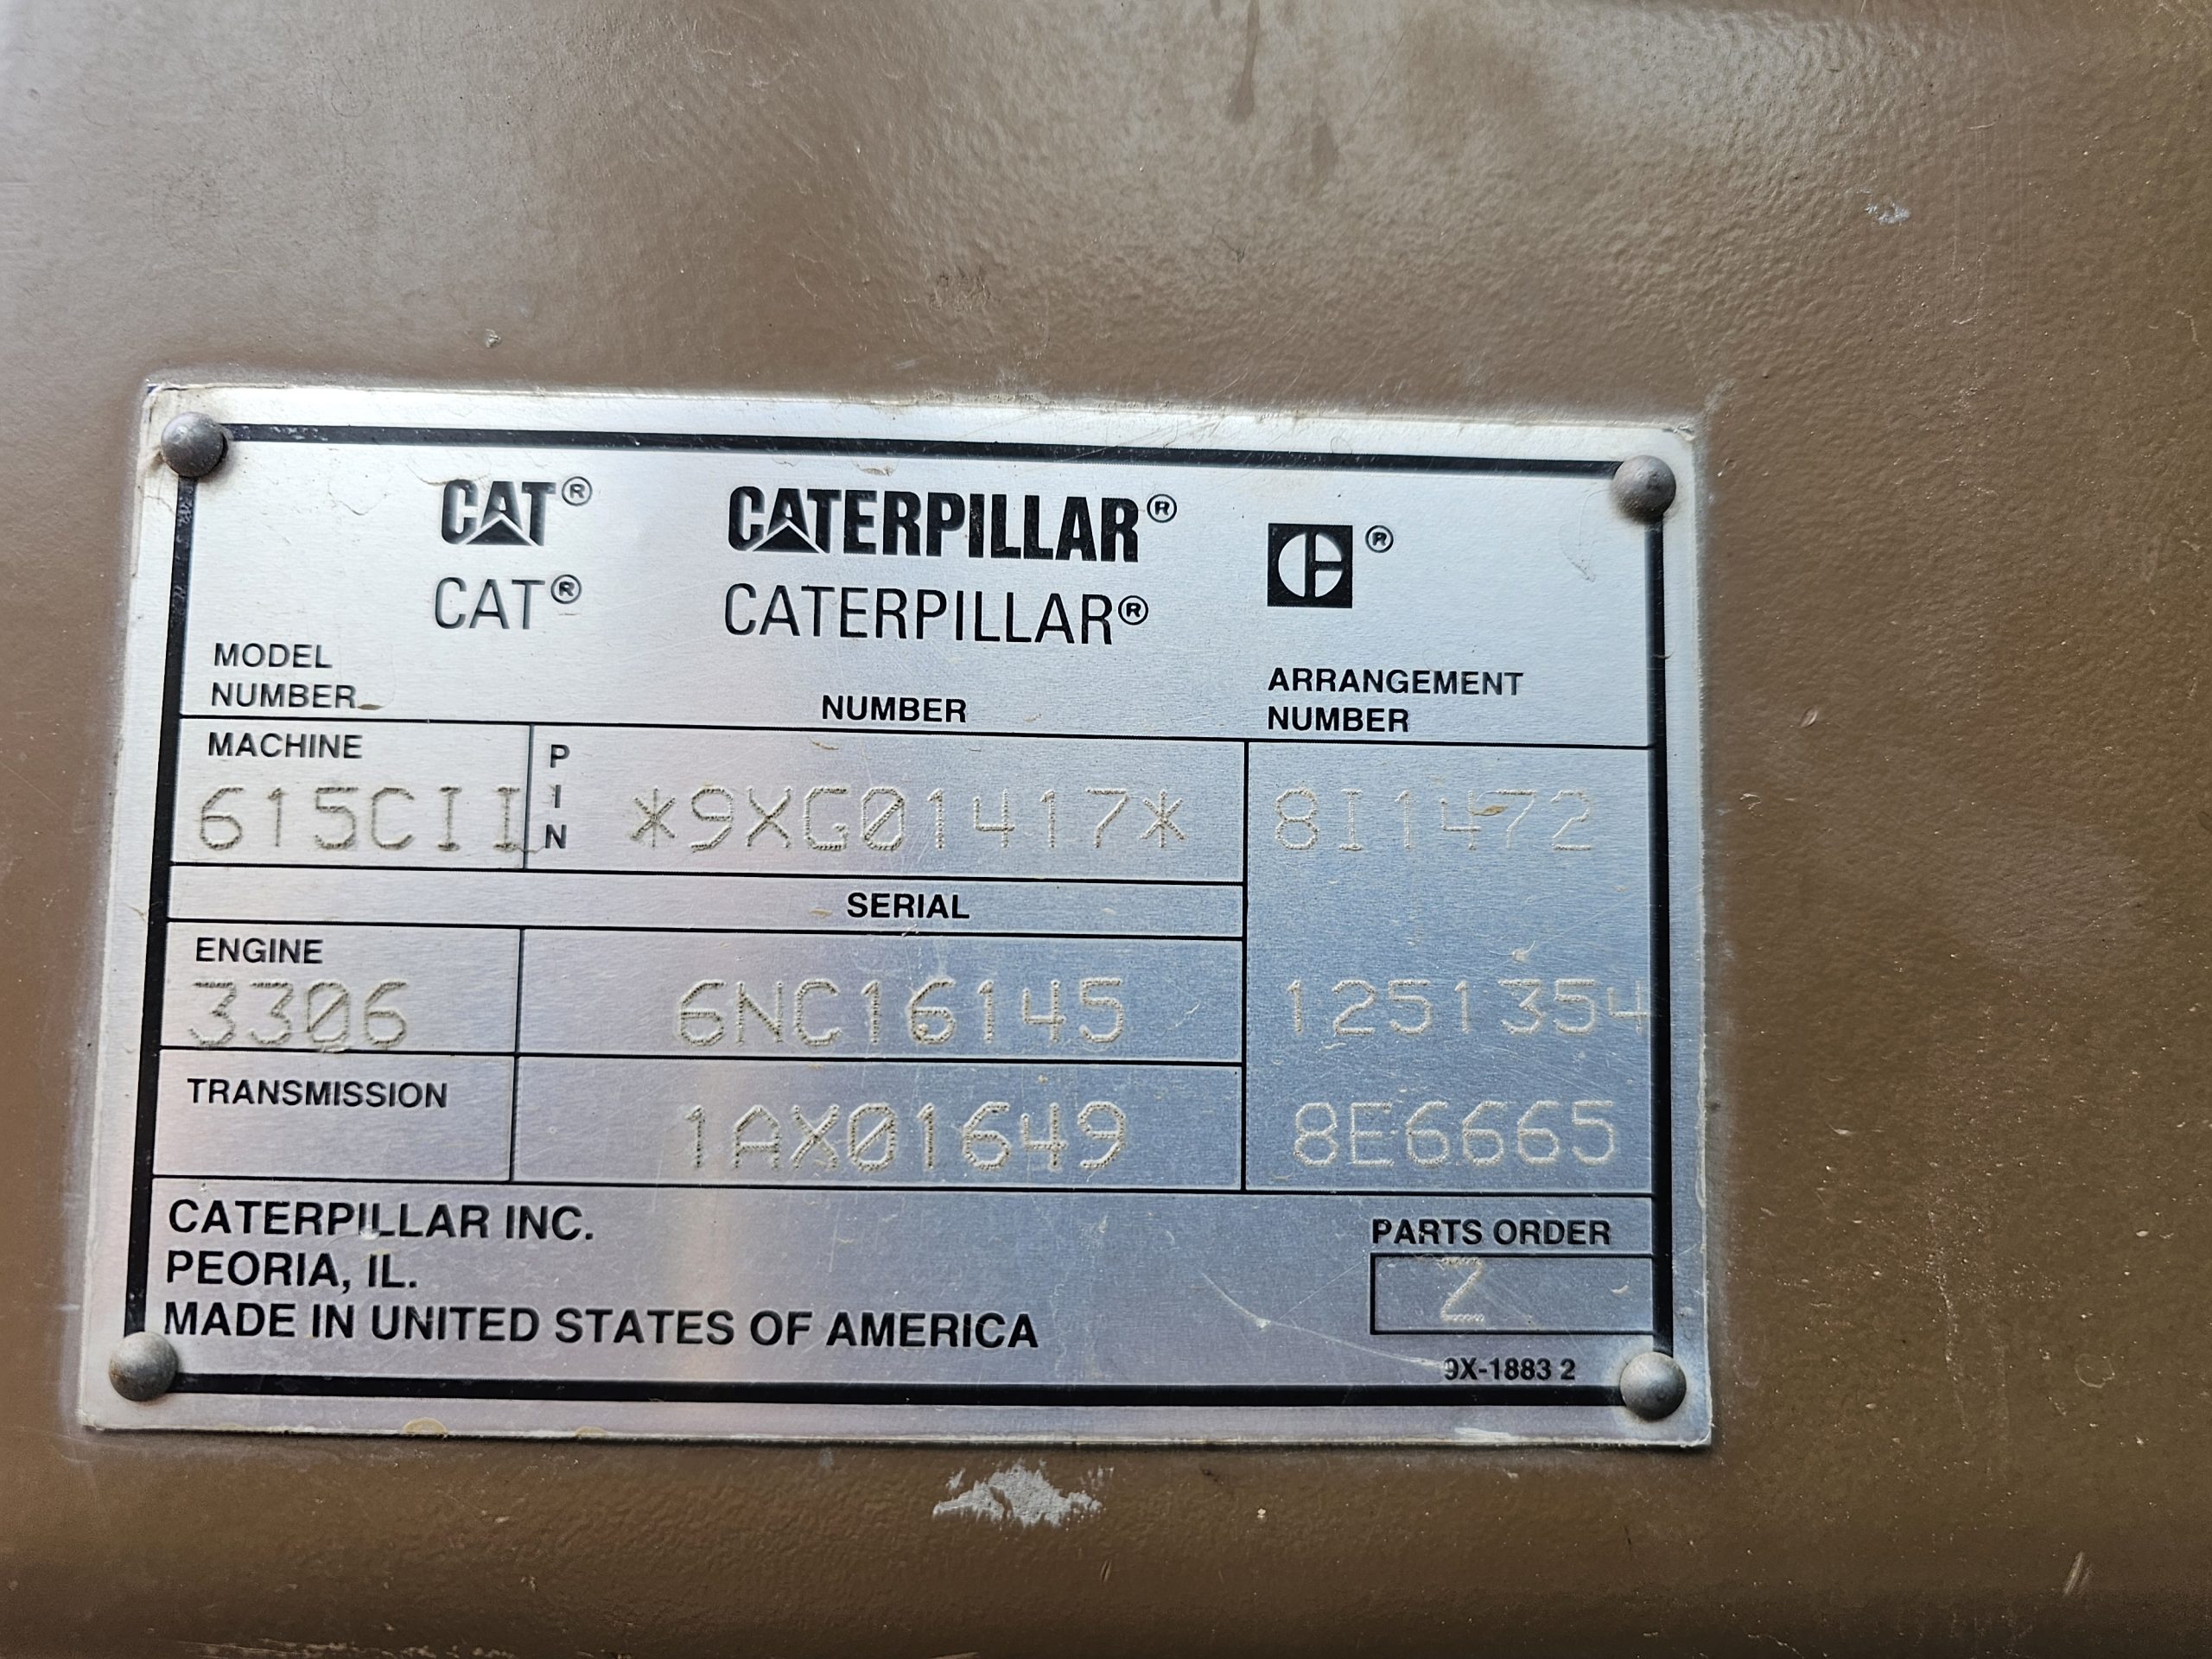 CAT® CATERPILLAR® ®
CAT® CATERPILLAR®
MODEL NUMBER NUMBER ARRANGEMENT NUMBER
MACHINE PIN
615CII *9XG01417* 8I1472
SERIAL
ENGINE
3306 6NC16145 1251354
TRANSMISSION
1AX01649 8E6665
CATERPILLAR INC.
PEORIA, IL.
MADE IN UNITED STATES OF AMERICA
PARTS ORDER
Z
9X-1883 2